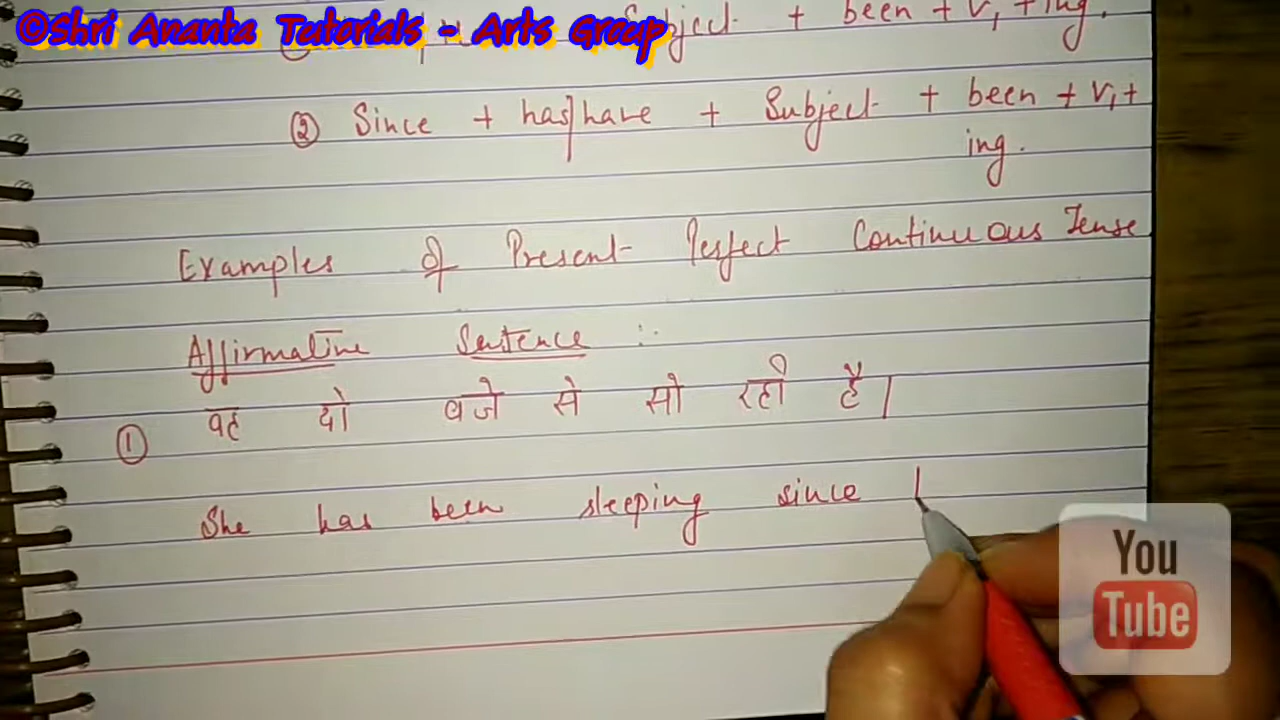 ©Shri Ananta Tutorials - Arts Group
Subject + been + V₁ + ing.
② Since + has/have + Subject + been + V₁ +
ing.
Examples Of Present Perfect Continuous Tense
Affirmative Sentence :-
① वह दो बजे से सो रही है।
She has been sleeping since
You
Tube